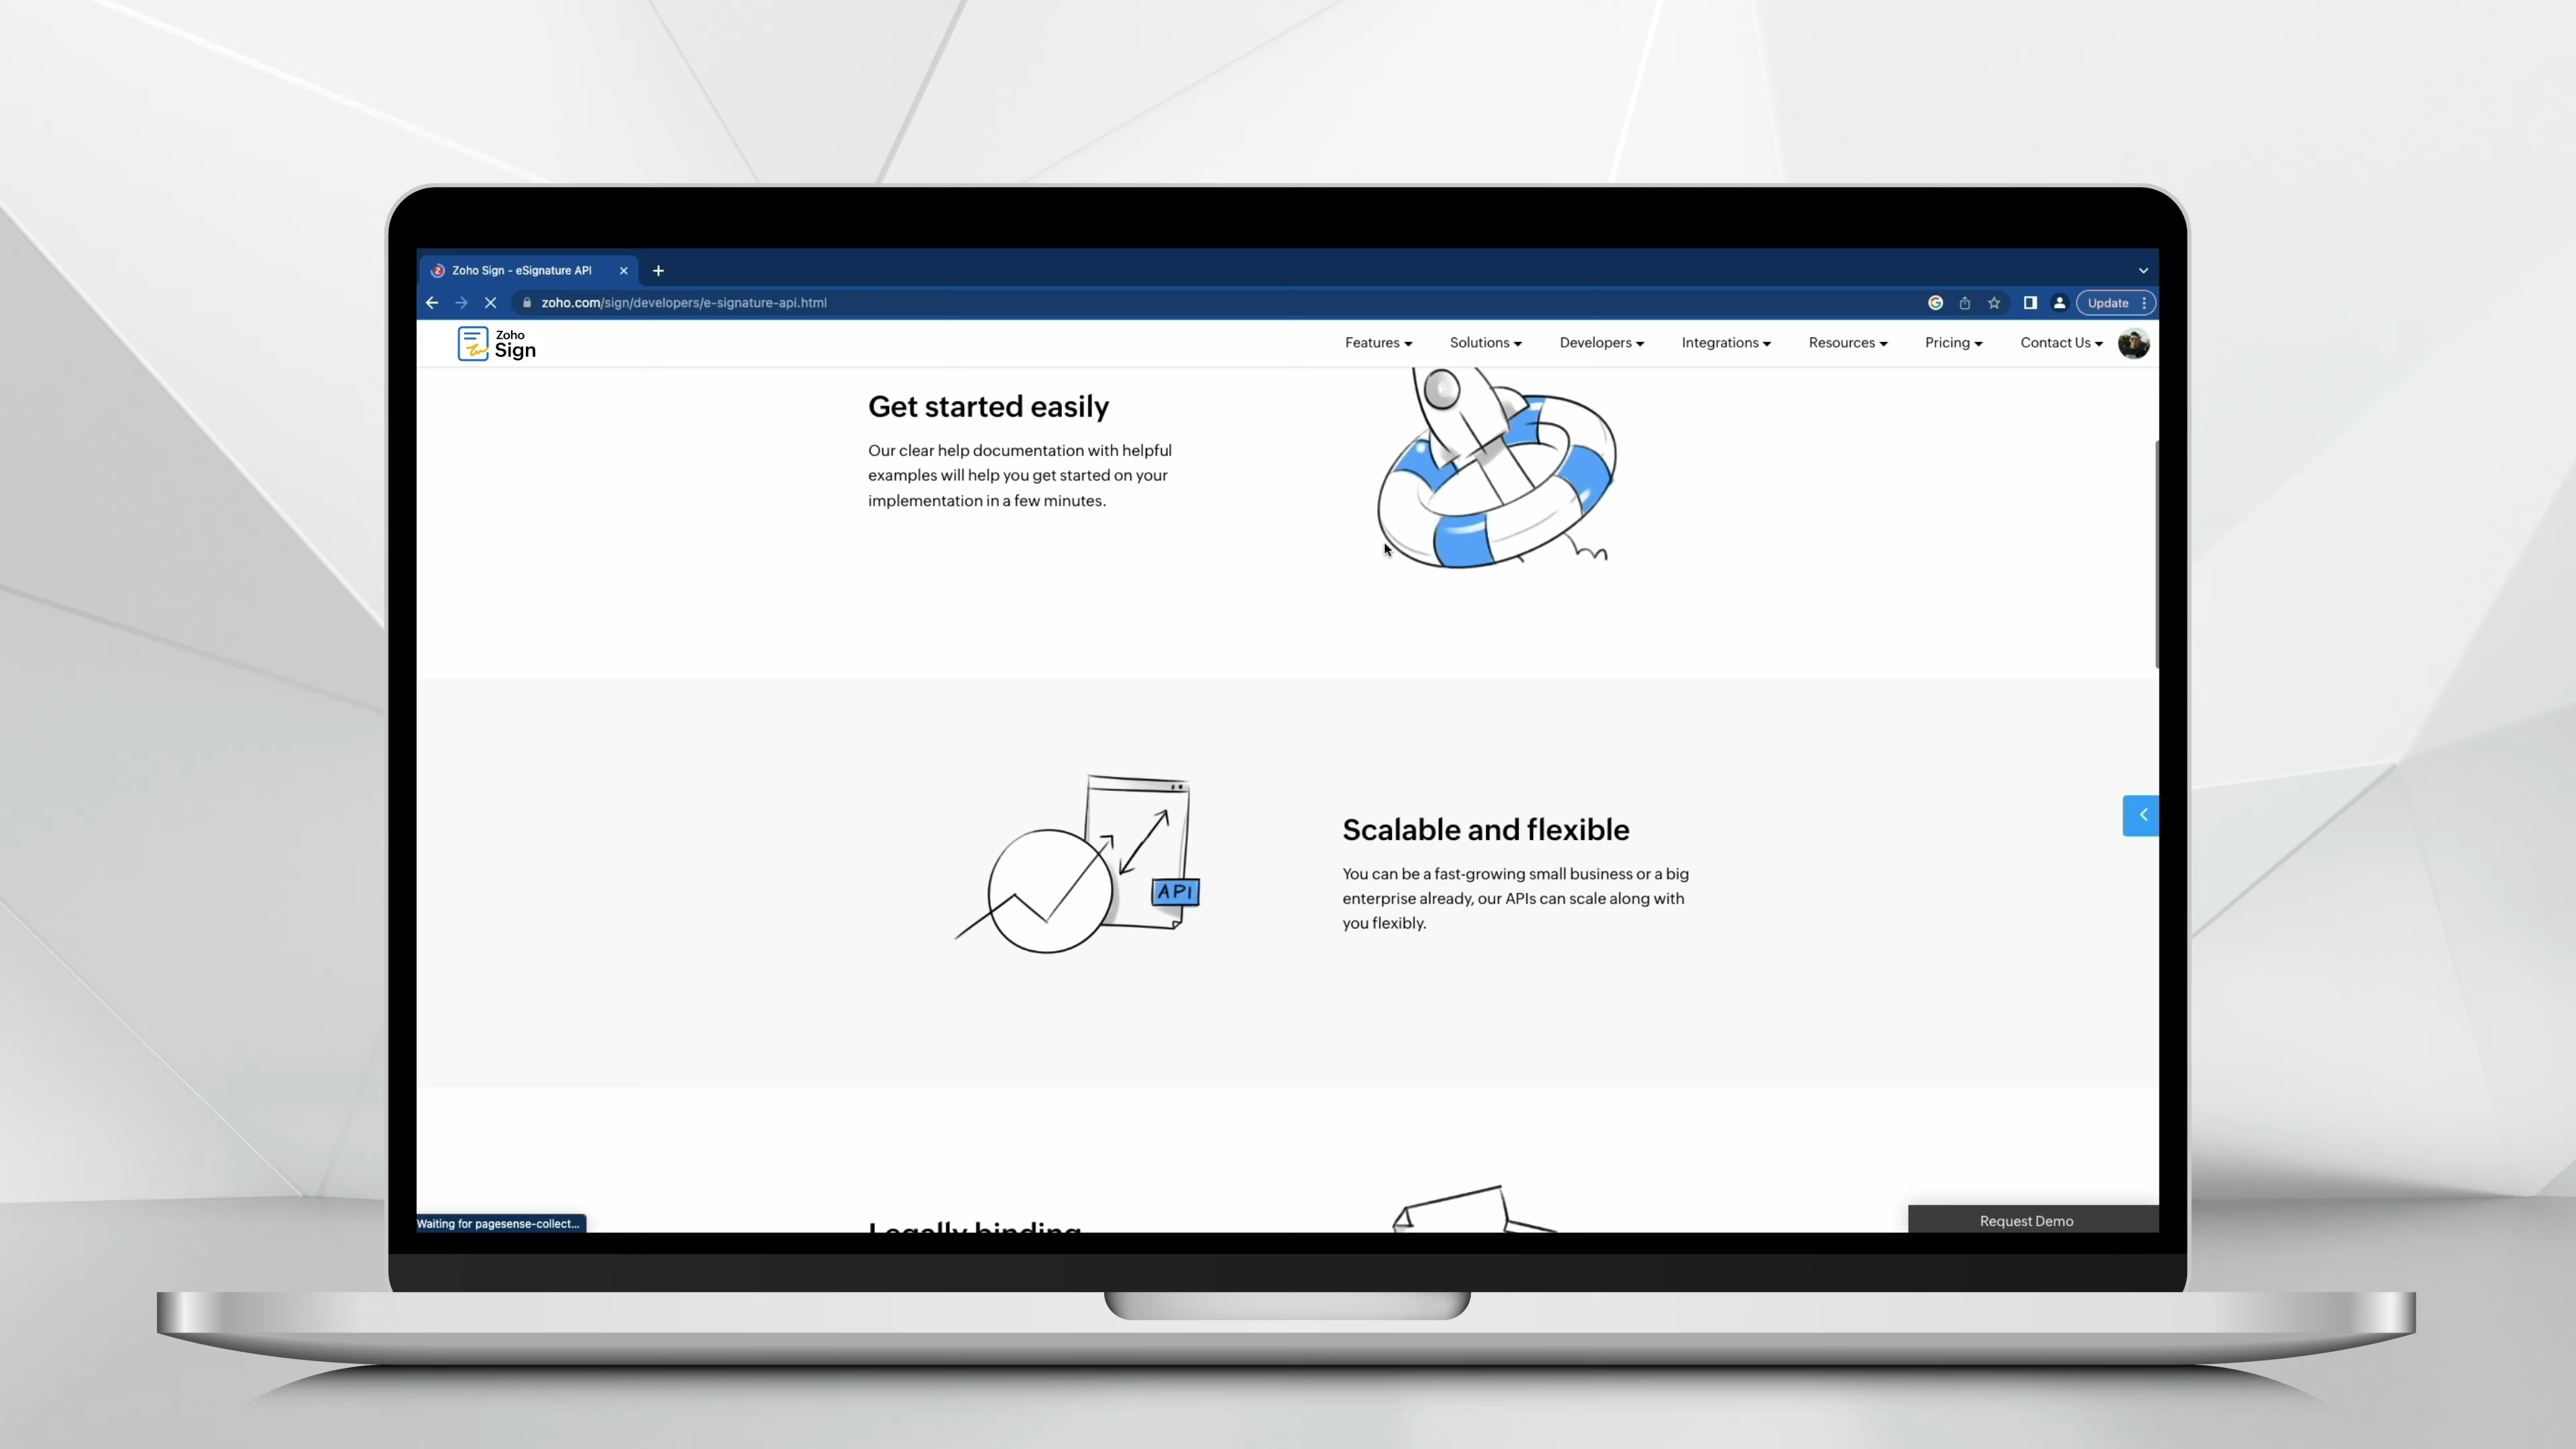 Zoho Sign - eSignature API
zoho.com/sign/developers/e-signature-api.html
Update
Zoho
Sign
Features
Solutions
Developers
Integrations
Resources
Pricing
Contact Us
Get started easily
Our clear help documentation with helpful
examples will help you get started on your
implementation in a few minutes.
API
Scalable and flexible
You can be a fast-growing small business or a big
enterprise already, our APIs can scale along with
you flexibly.
Legally binding
Waiting for pagesense-collect...
Request Demo